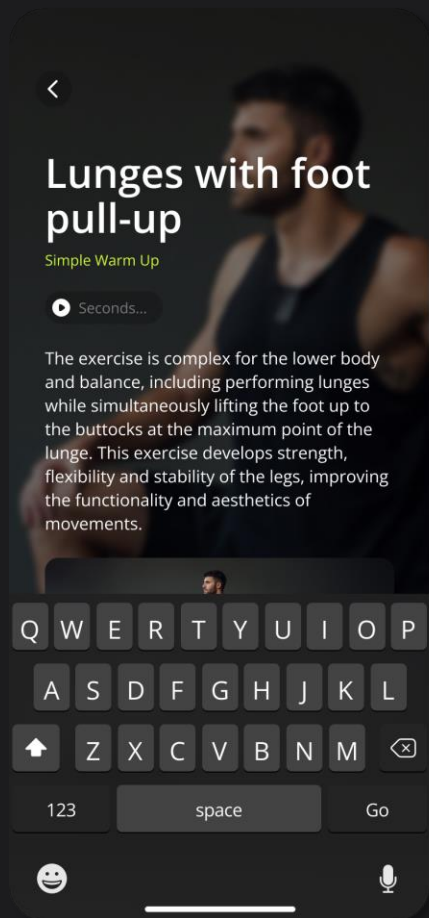 Lunges with foot
pull-up
Simple Warm Up
Seconds...
The exercise is complex for the lower body
and balance, including performing lunges
while simultaneously lifting the foot up to
the buttocks at the maximum point of the
lunge. This exercise develops strength,
flexibility and stability of the legs, improving
the functionality and aesthetics of
movements.
Q W E R T Y U I O P
A S D F G H J K L
Z X C V B N M
123 space Go